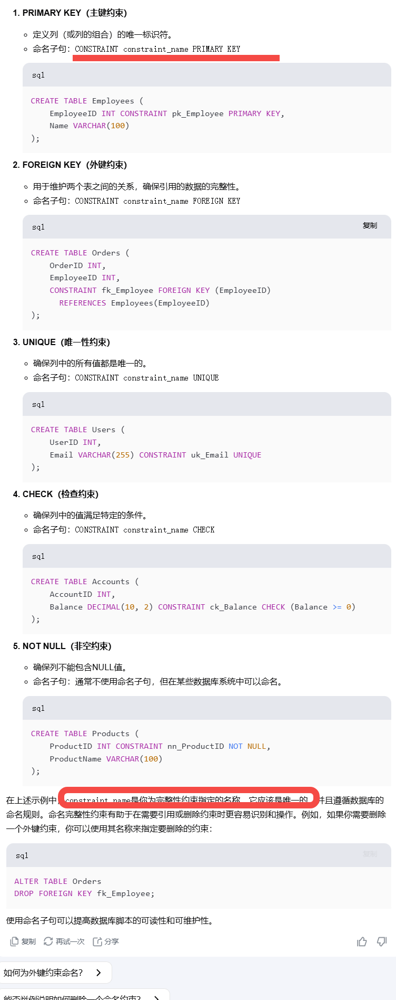 1. PRIMARY KEY（主键约束）
定义列（或列的组合）的唯一标识符。
命名子句：CONSTRAINT constraint_name PRIMARY KEY
sql
CREATE TABLE Employees (
    EmployeeID INT CONSTRAINT pk_Employee PRIMARY KEY,
    Name VARCHAR(100)
);
2. FOREIGN KEY（外键约束）
用于维护两个表之间的关系，确保引用的数据的完整性。
命名子句：CONSTRAINT constraint_name FOREIGN KEY
sql 复制
CREATE TABLE Orders (
    OrderID INT,
    EmployeeID INT,
    CONSTRAINT fk_Employee FOREIGN KEY (EmployeeID)
      REFERENCES Employees(EmployeeID)
);
3. UNIQUE（唯一性约束）
确保列中的所有值都是唯一的。
命名子句：CONSTRAINT constraint_name UNIQUE
sql
CREATE TABLE Users (
    UserID INT,
    Email VARCHAR(255) CONSTRAINT uk_Email UNIQUE
);
4. CHECK（检查约束）
确保列中的值满足特定的条件。
命名子句：CONSTRAINT constraint_name CHECK
sql
CREATE TABLE Accounts (
    AccountID INT,
    Balance DECIMAL(10, 2) CONSTRAINT ck_Balance CHECK (Balance >= 0)
);
5. NOT NULL（非空约束）
确保列不能包含NULL值。
命名子句：通常不使用命名子句，但在某些数据库系统中可以命名。
sql
CREATE TABLE Products (
    ProductID INT CONSTRAINT nn_ProductID NOT NULL,
    ProductName VARCHAR(100)
);
在上述示例中，constraint_name是你为完整性约束指定的名称，它应该是唯一的，并且遵循数据库的
命名规则。命名完整性约束有助于在需要引用或删除约束时更容易识别和操作。例如，如果你需要删除
一个外键约束，你可以使用其名称来指定要删除的约束：
sql 复制
ALTER TABLE Orders
DROP FOREIGN KEY fk_Employee;
使用命名子句可以提高数据库脚本的可读性和可维护性。
复制 再试一次 分享
如何为外键约束命名？
能否举例说明如何删除一个命名约束？